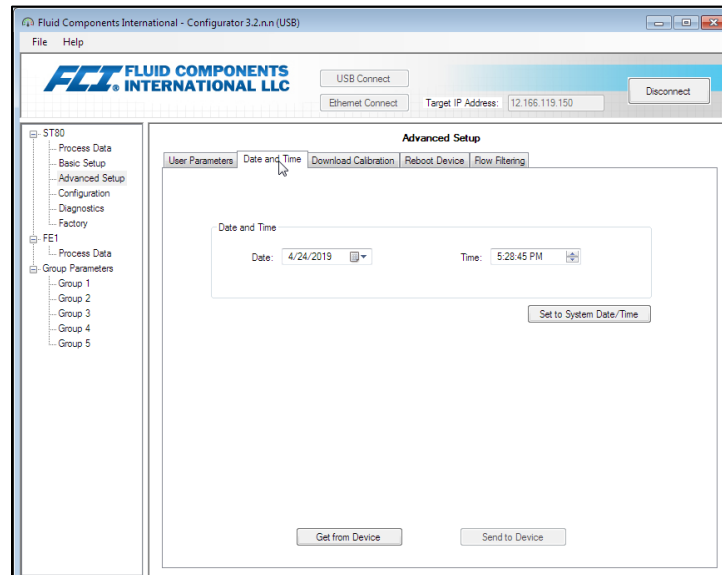 Fluid Components International - Configurator 3.2.n.n (USB)
File Help
FCI FLUID COMPONENTS
® INTERNATIONAL LLC
USB Connect
Ethernet Connect Target IP Address: 12.166.119.150 Disconnect
ST80
Process Data
Basic Setup
Advanced Setup
Configuration
Diagnostics
Factory
FE1
Process Data
Group Parameters
Group 1
Group 2
Group 3
Group 4
Group 5
Advanced Setup
User Parameters Date and Time Download Calibration Reboot Device Flow Filtering
Date and Time
Date: 4/24/2019 Time: 5:28:45 PM
Set to System Date/Time
Get from Device Send to Device